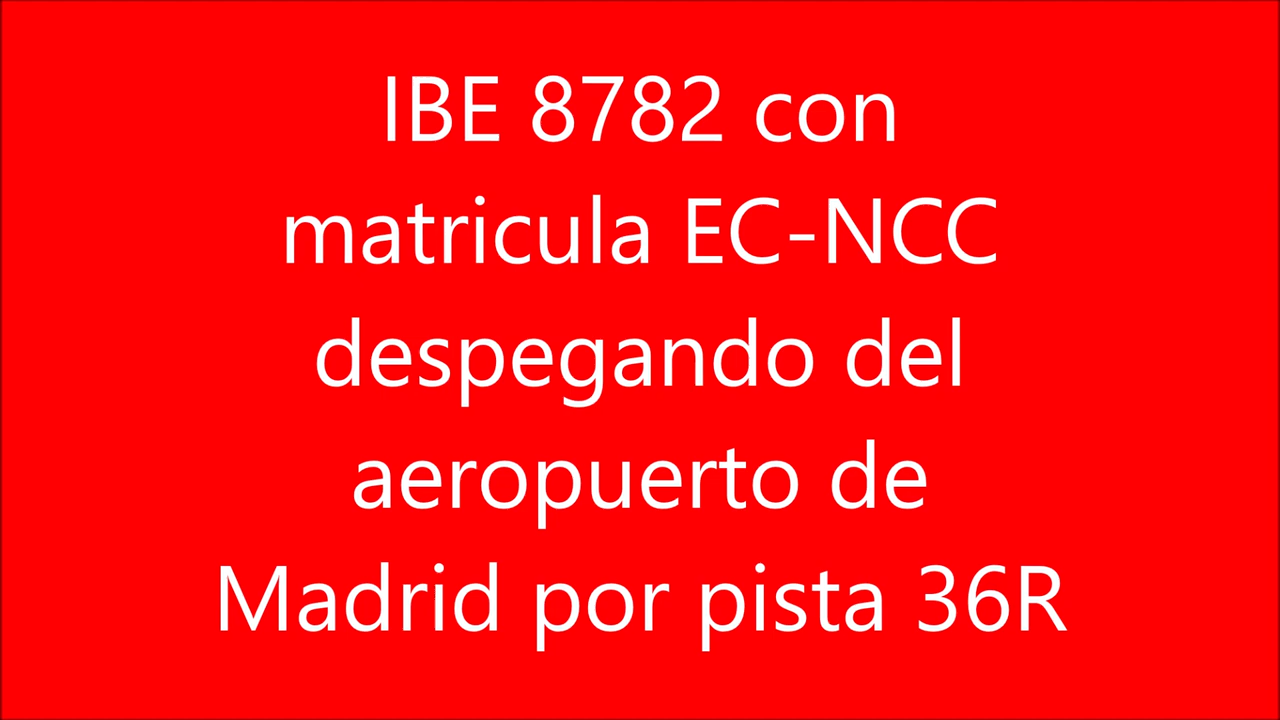 IBE 8782 con
matricula EC-NCC
despegando del
aeropuerto de
Madrid por pista 36R